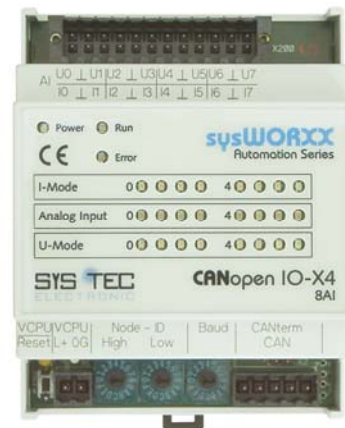 X200
AI U0 ⊥ U1 U2 ⊥ U3 U4 ⊥ U5 U6 ⊥ U7
I0 ⊥ I1 I2 ⊥ I3 I4 ⊥ I5 I6 ⊥ I7
Power Run
CE Error
sysWORXX
Automation Series
I-Mode 0 4
Analog Input 0 4
U-Mode 0 4
SYS TEC
ELECTRONIC
CANopen IO-X4
8AI
VCPU VCPU Node - ID Baud CANterm
Reset L+ 0G High Low CAN